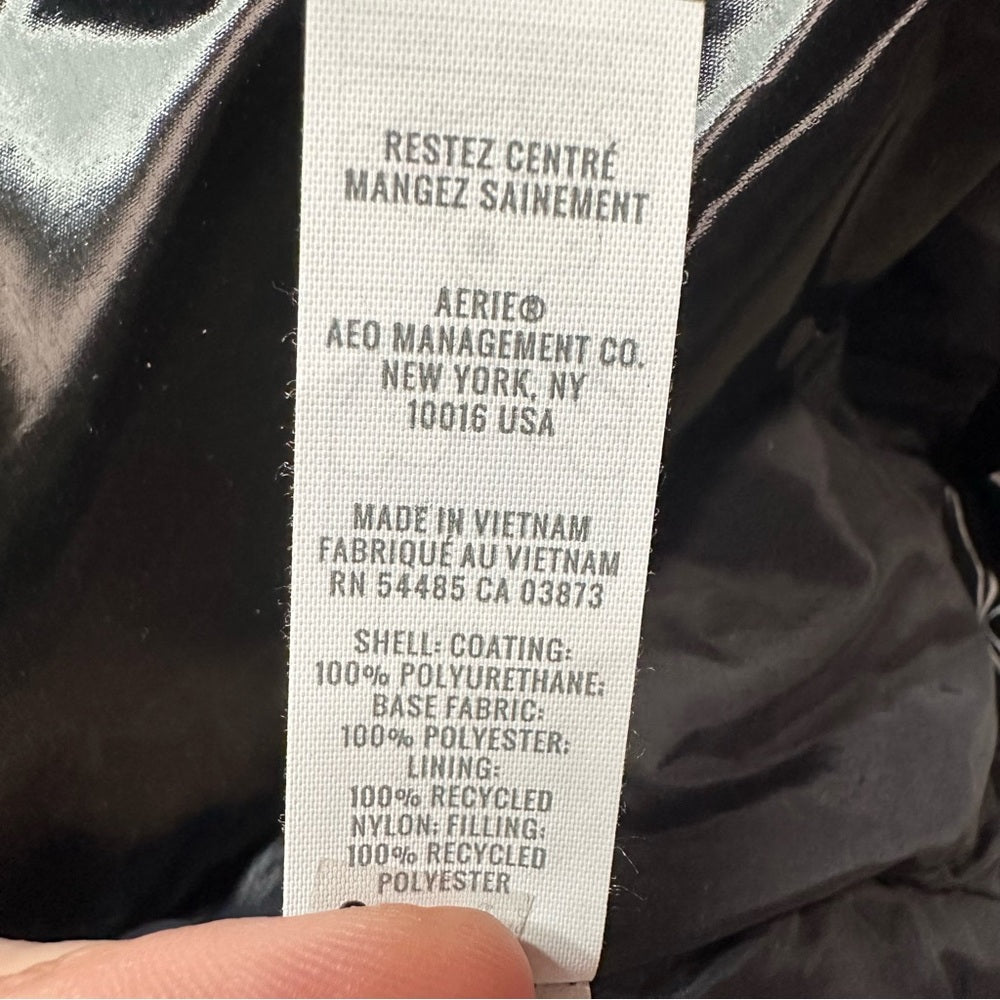 RESTEZ CENTRÉ
MANGEZ SAINEMENT
AERIE®
AEO MANAGEMENT CO.
NEW YORK, NY
10016 USA
MADE IN VIETNAM
FABRIQUÉ AU VIETNAM
RN 54485 CA 03873
SHELL: COATING:
100% POLYURETHANE;
BASE FABRIC:
100% POLYESTER;
LINING:
100% RECYCLED
NYLON; FILLING:
100% RECYCLED
POLYESTER